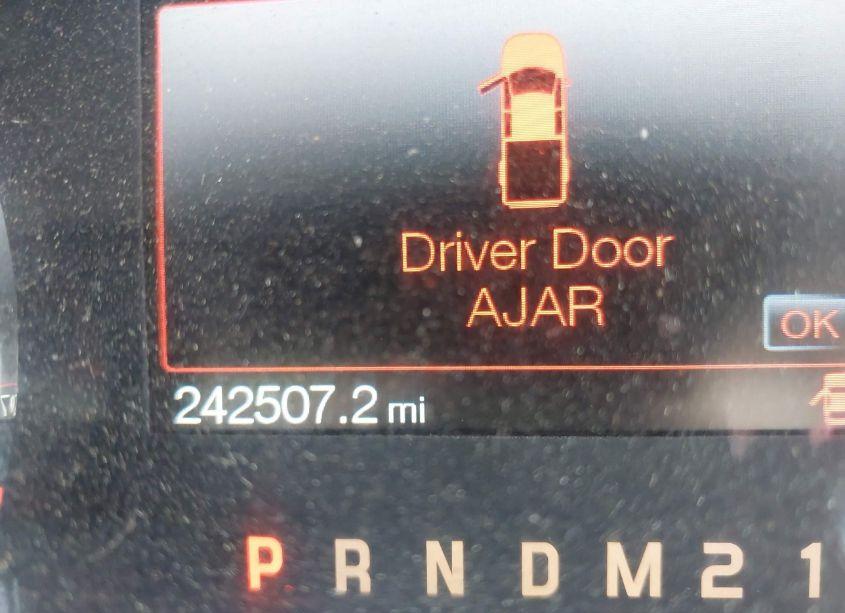 Driver Door
AJAR
OK
242507.2 mi
P R N D M 2 1